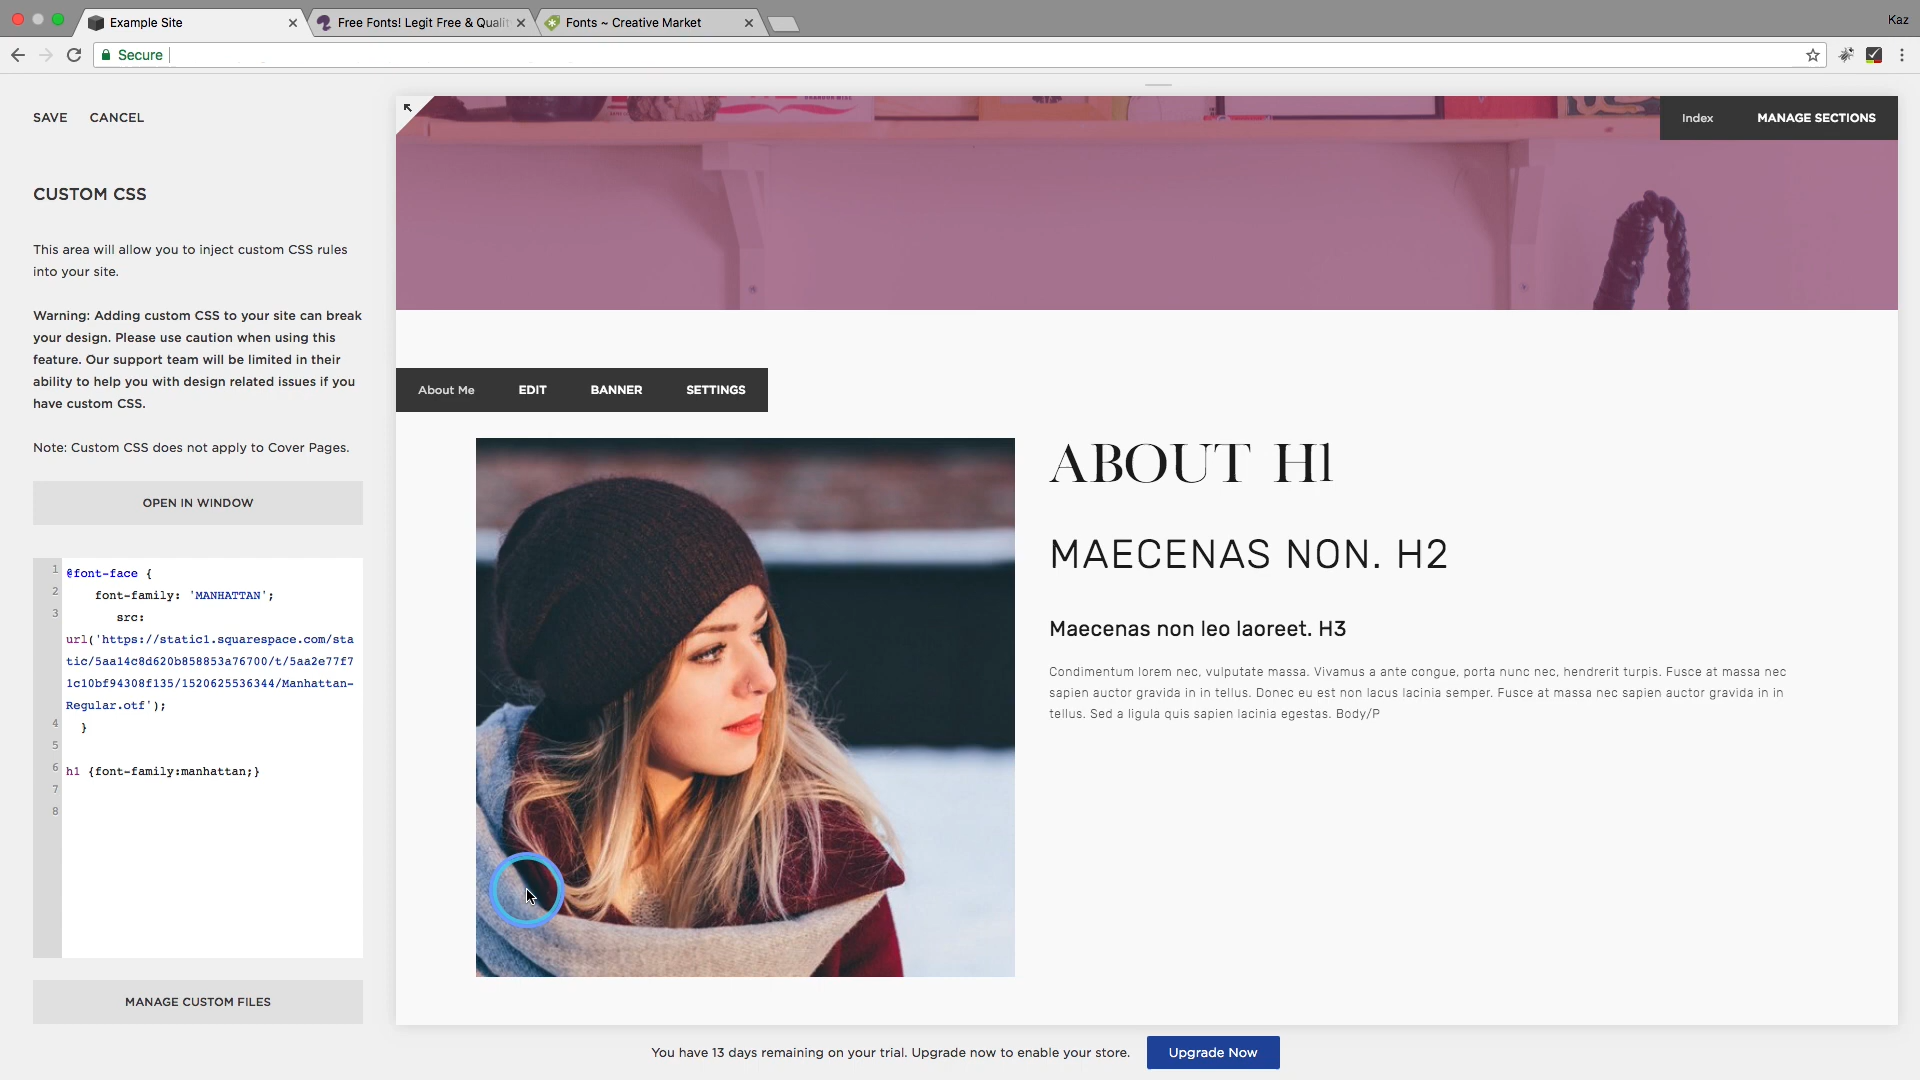 Example Site
Free Fonts! Legit Free & Qualit
Fonts ~ Creative Market
Kaz
Secure
SAVE CANCEL
CUSTOM CSS
This area will allow you to inject custom CSS rules
into your site.
Warning: Adding custom CSS to your site can break
your design. Please use caution when using this
feature. Our support team will be limited in their
ability to help you with design related issues if you
have custom CSS.
Note: Custom CSS does not apply to Cover Pages.
OPEN IN WINDOW
1 @font-face {
2 font-family: 'MANHATTAN';
3 src:
url('https://static1.squarespace.com/sta
tic/5aa14c8d620b858853a76700/t/5aa2e77f7
1c10bf94308f135/1520625536344/Manhattan-
Regular.otf');
4 }
5
6 h1 {font-family:manhattan;}
7
8
MANAGE CUSTOM FILES
Index MANAGE SECTIONS
About Me EDIT BANNER SETTINGS
ABOUT H1
MAECENAS NON. H2
Maecenas non leo laoreet. H3
Condimentum lorem nec, vulputate massa. Vivamus a ante congue, porta nunc nec, hendrerit turpis. Fusce at massa nec
sapien auctor gravida in in tellus. Donec eu est non lacus lacinia semper. Fusce at massa nec sapien auctor gravida in in
tellus. Sed a ligula quis sapien lacinia egestas. Body/P
You have 13 days remaining on your trial. Upgrade now to enable your store.
Upgrade Now